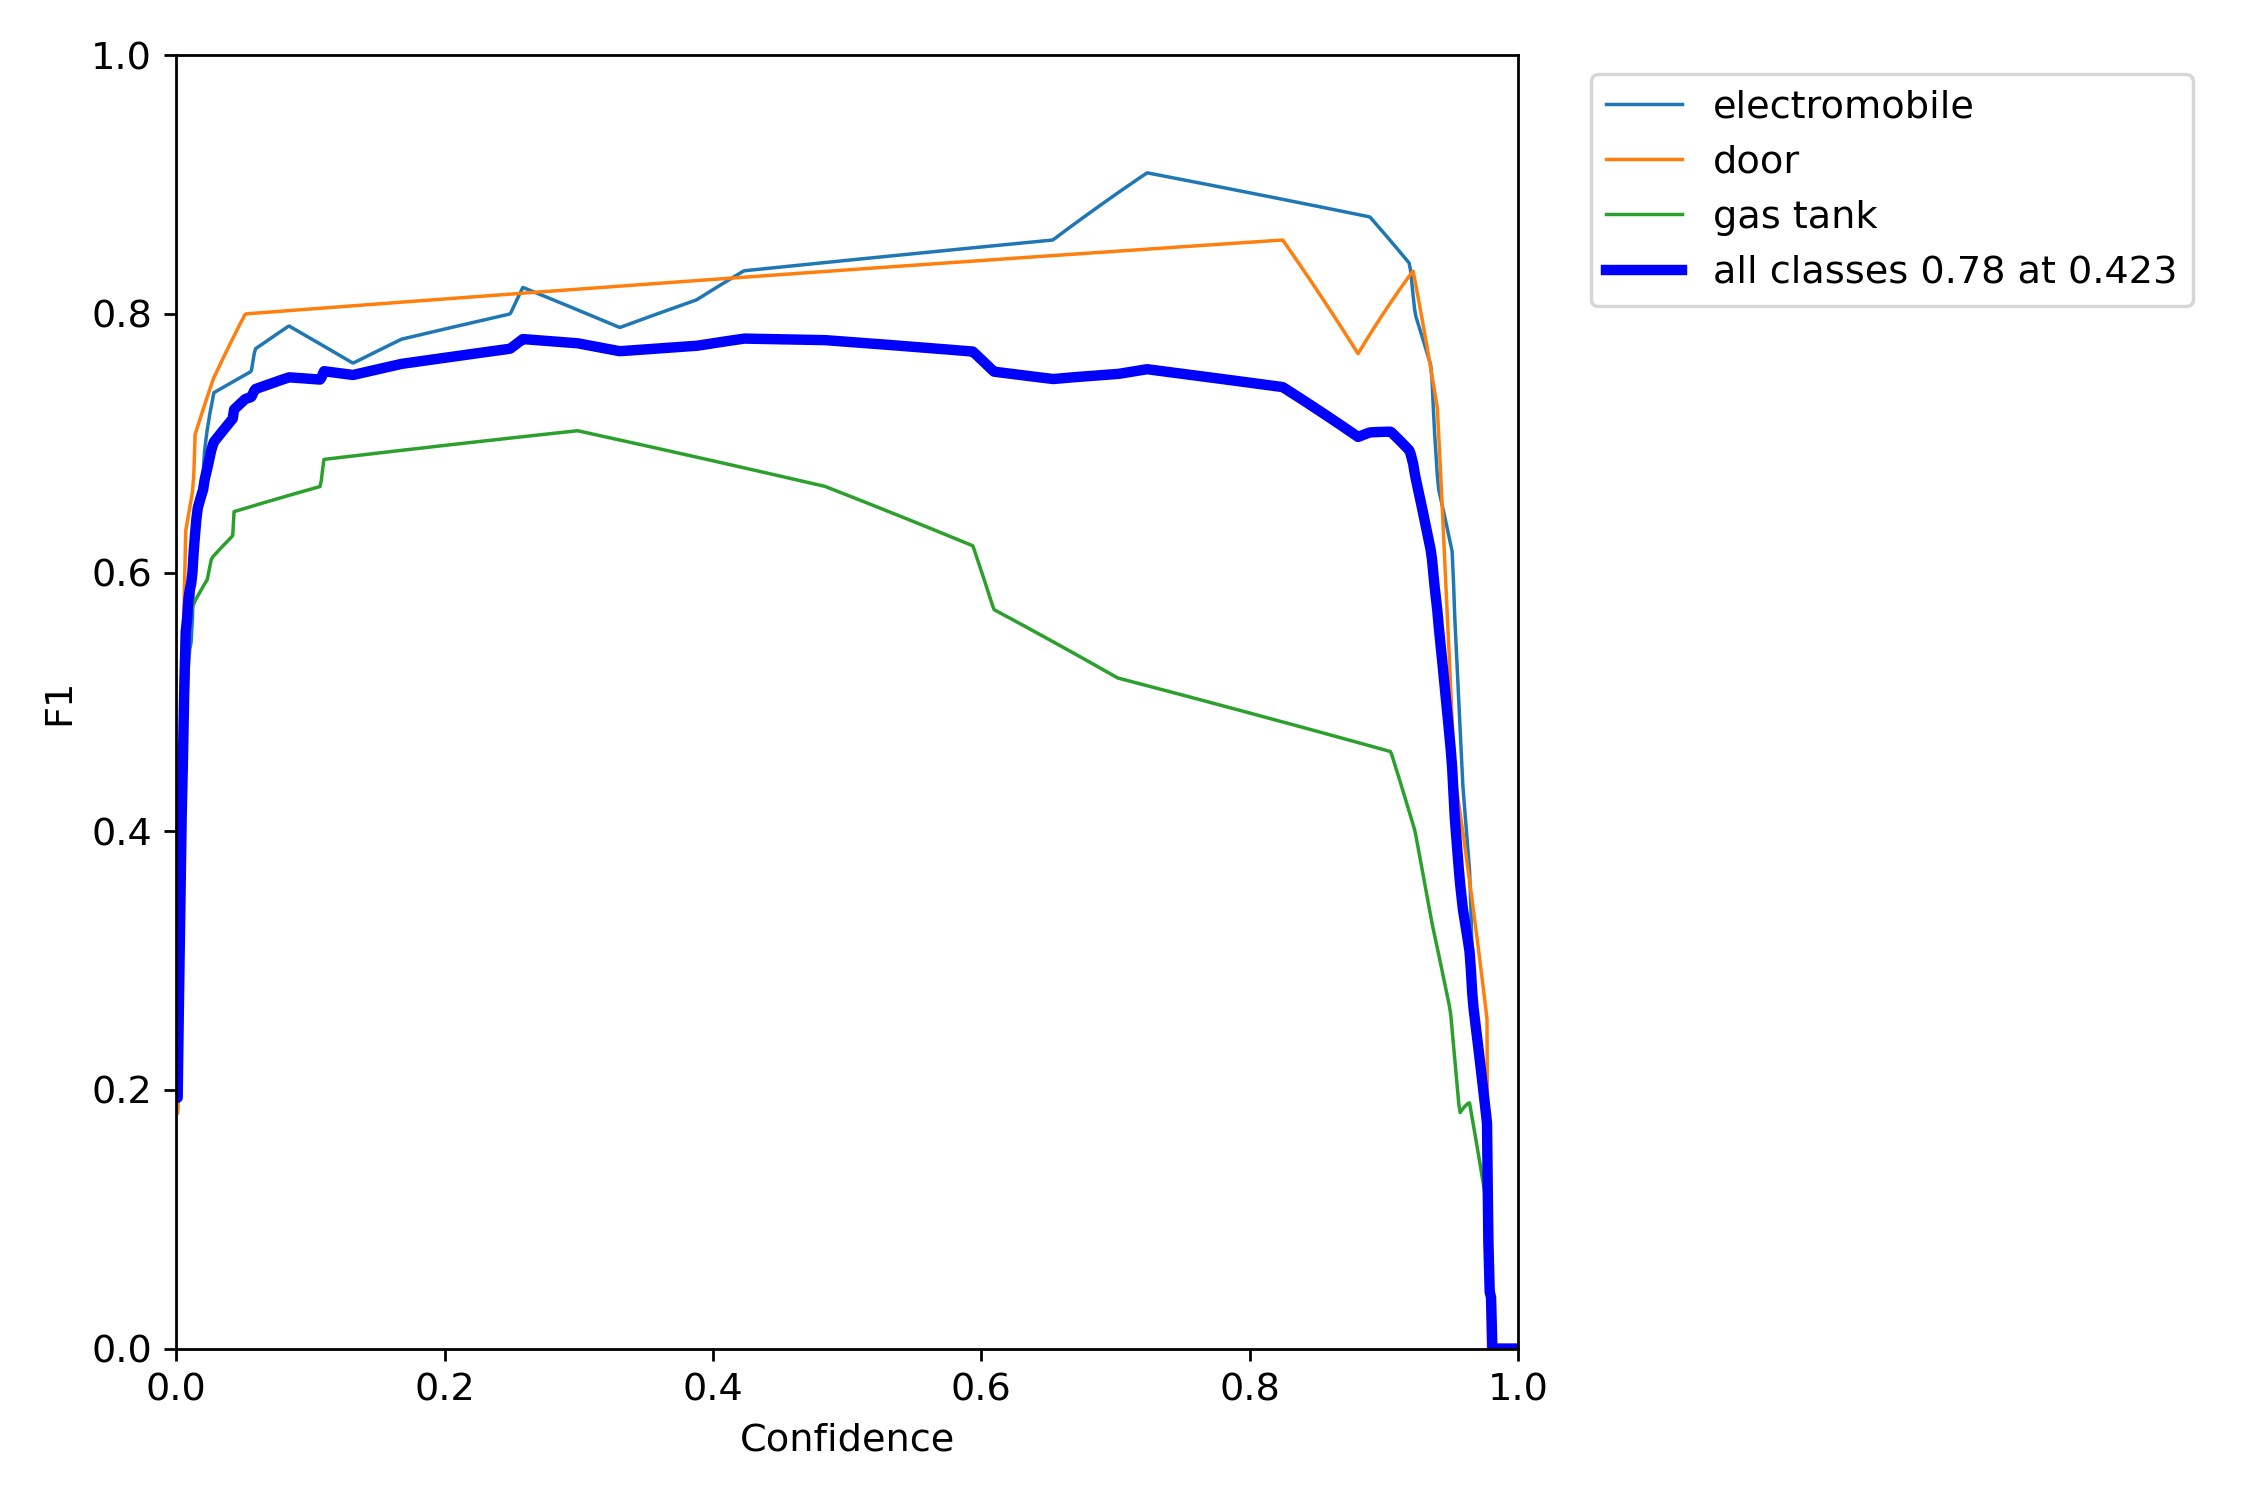 1.0
0.8
0.6
0.4
0.2
0.0
F1
0.0 0.2 0.4 0.6 0.8 1.0
Confidence
electromobile
door
gas tank
all classes 0.78 at 0.423